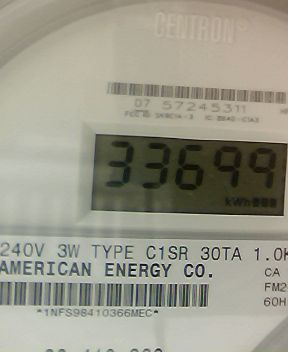 CENTRON®
07 57245311
33699
kWh
240V 3W TYPE C1SR 30TA 1.0K
AMERICAN ENERGY CO.
CA
FM2
60H
*1NFS98410366MEC*